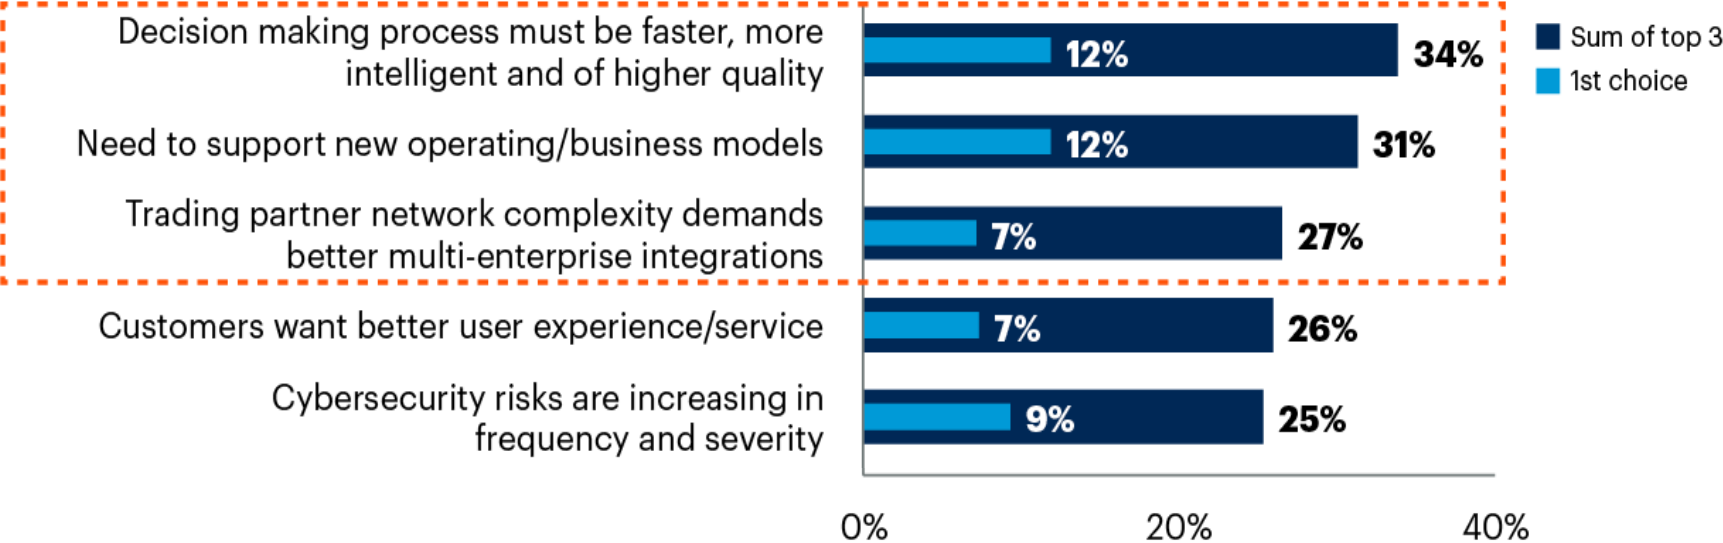 Decision making process must be faster, more
intelligent and of higher quality
12%
34%
Need to support new operating/business models
12%
31%
Trading partner network complexity demands
better multi-enterprise integrations
7%
27%
Customers want better user experience/service
7%
26%
Cybersecurity risks are increasing in
frequency and severity
9%
25%
0%
20%
40%
Sum of top 3
1st choice